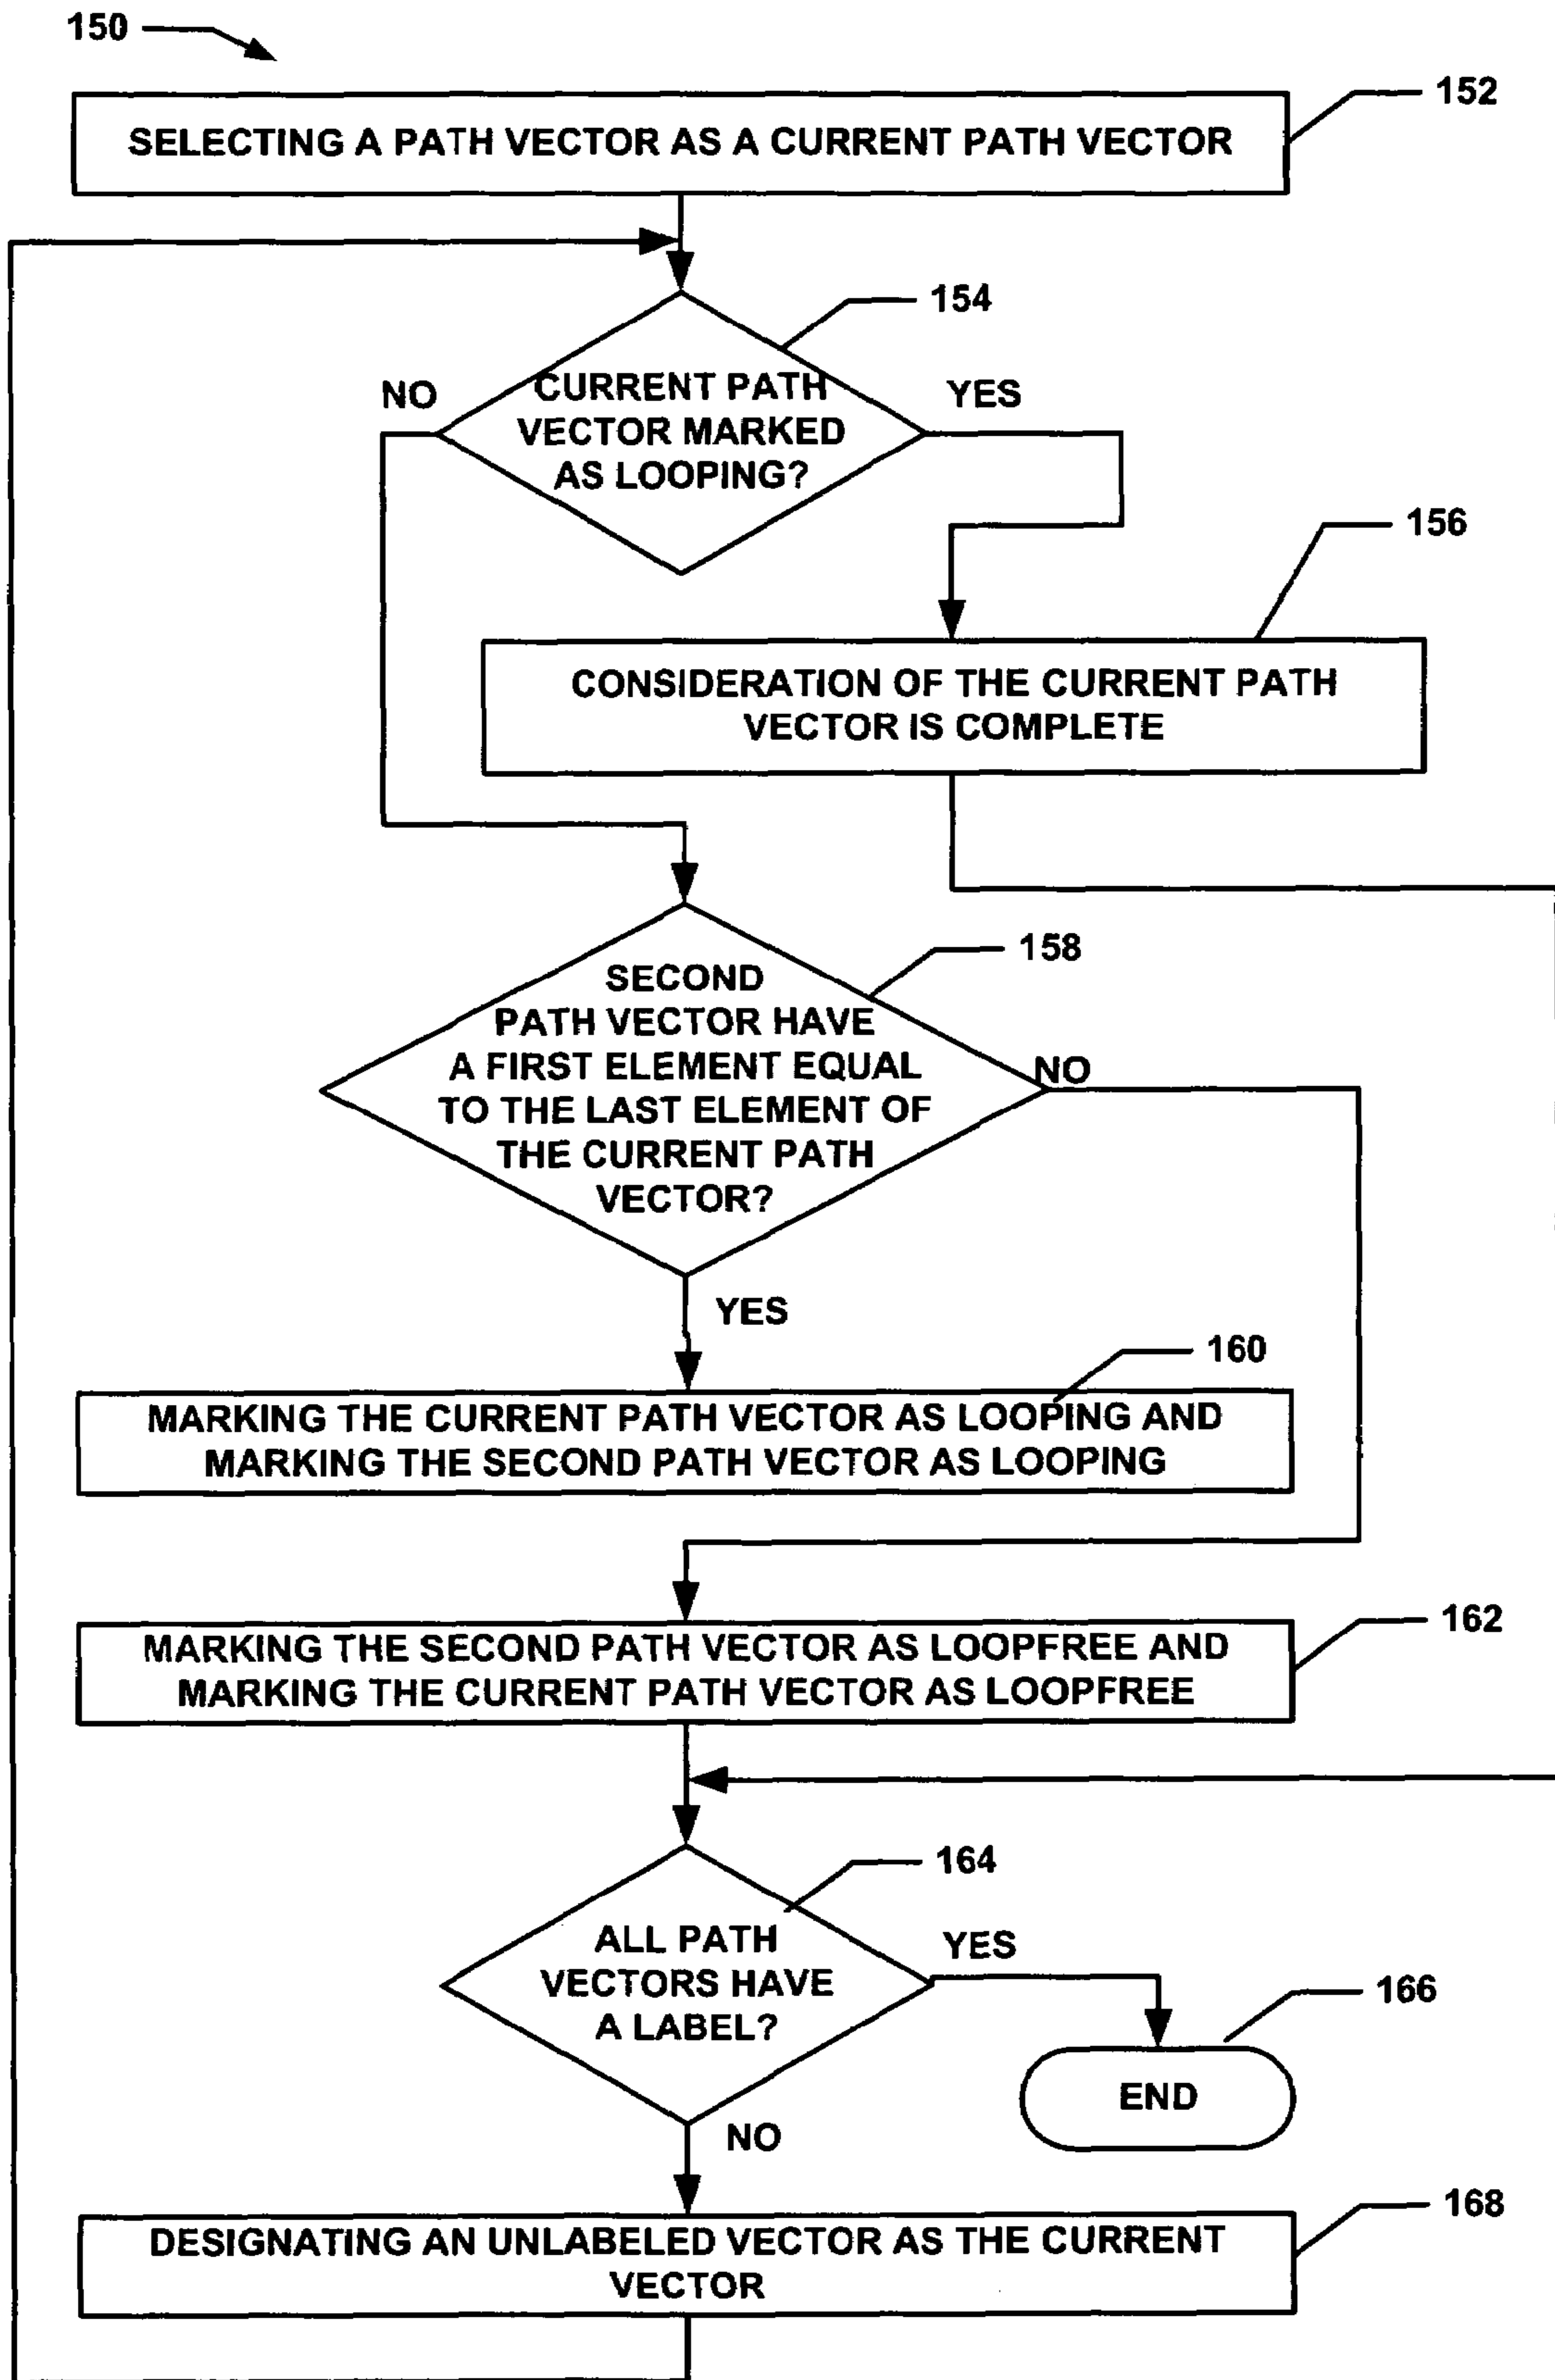 150
152
SELECTING A PATH VECTOR AS A CURRENT PATH VECTOR
154
NO
CURRENT PATH
VECTOR MARKED
AS LOOPING?
YES
156
CONSIDERATION OF THE CURRENT PATH
VECTOR IS COMPLETE
158
SECOND
PATH VECTOR HAVE
A FIRST ELEMENT EQUAL
TO THE LAST ELEMENT OF
THE CURRENT PATH
VECTOR?
NO
YES
160
MARKING THE CURRENT PATH VECTOR AS LOOPING AND
MARKING THE SECOND PATH VECTOR AS LOOPING
162
MARKING THE SECOND PATH VECTOR AS LOOPFREE AND
MARKING THE CURRENT PATH VECTOR AS LOOPFREE
164
ALL PATH
VECTORS HAVE
A LABEL?
YES
166
END
NO
168
DESIGNATING AN UNLABELED VECTOR AS THE CURRENT
VECTOR